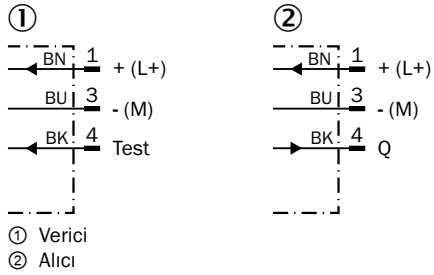 ① ②
BN 1 + (L+) BN 1 + (L+)
BU 3 - (M) BU 3 - (M)
BK 4 Test BK 4 Q
① Verici
② Alıcı